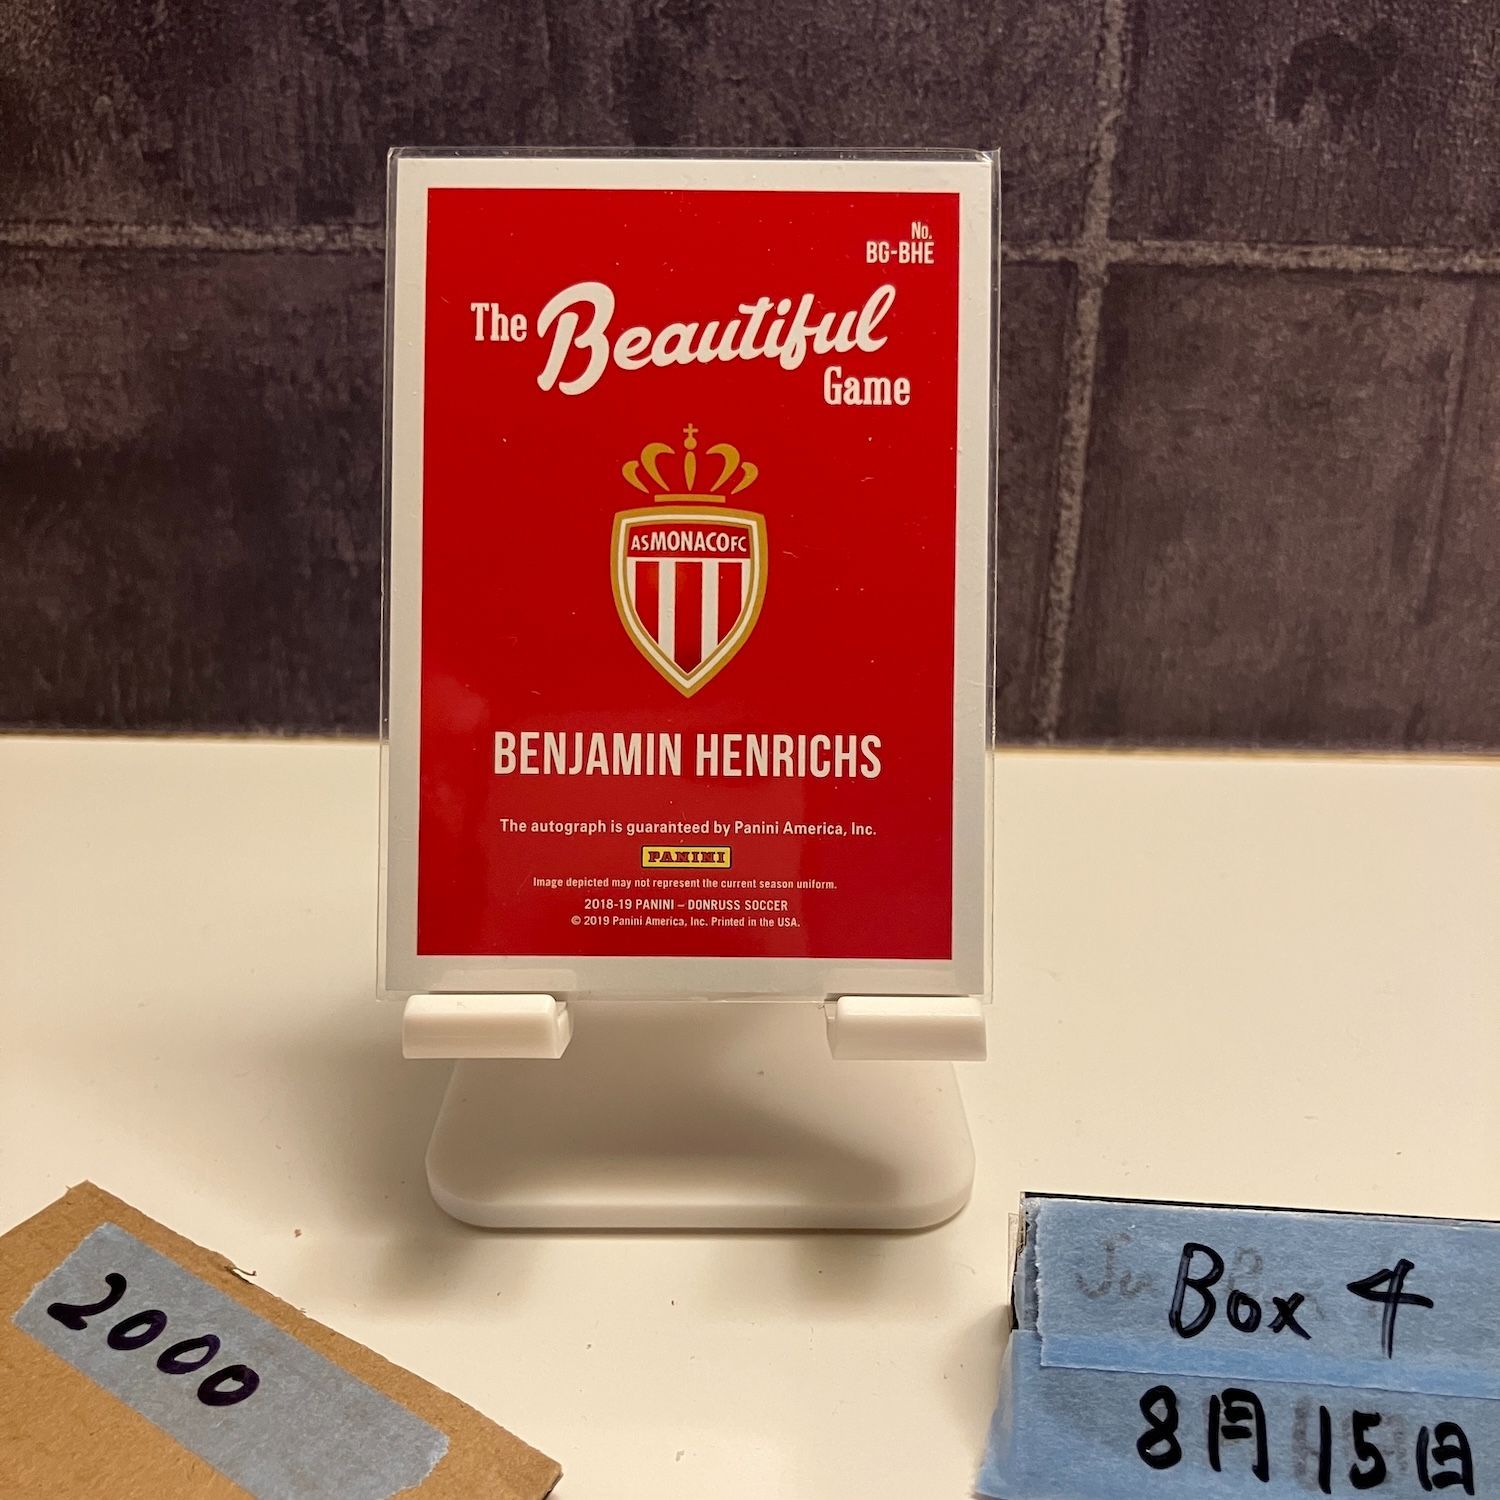 No.
BG-BHE
The Beautiful
Game
ASMONACOFC
BENJAMIN HENRICHS
The autograph is guaranteed by Panini America, Inc.
PANINI
Image depicted may not represent the current season uniform.
2018-19 PANINI – DONRUSS SOCCER
© 2019 Panini America, Inc. Printed in the USA.
2000
Box 4
8月15日